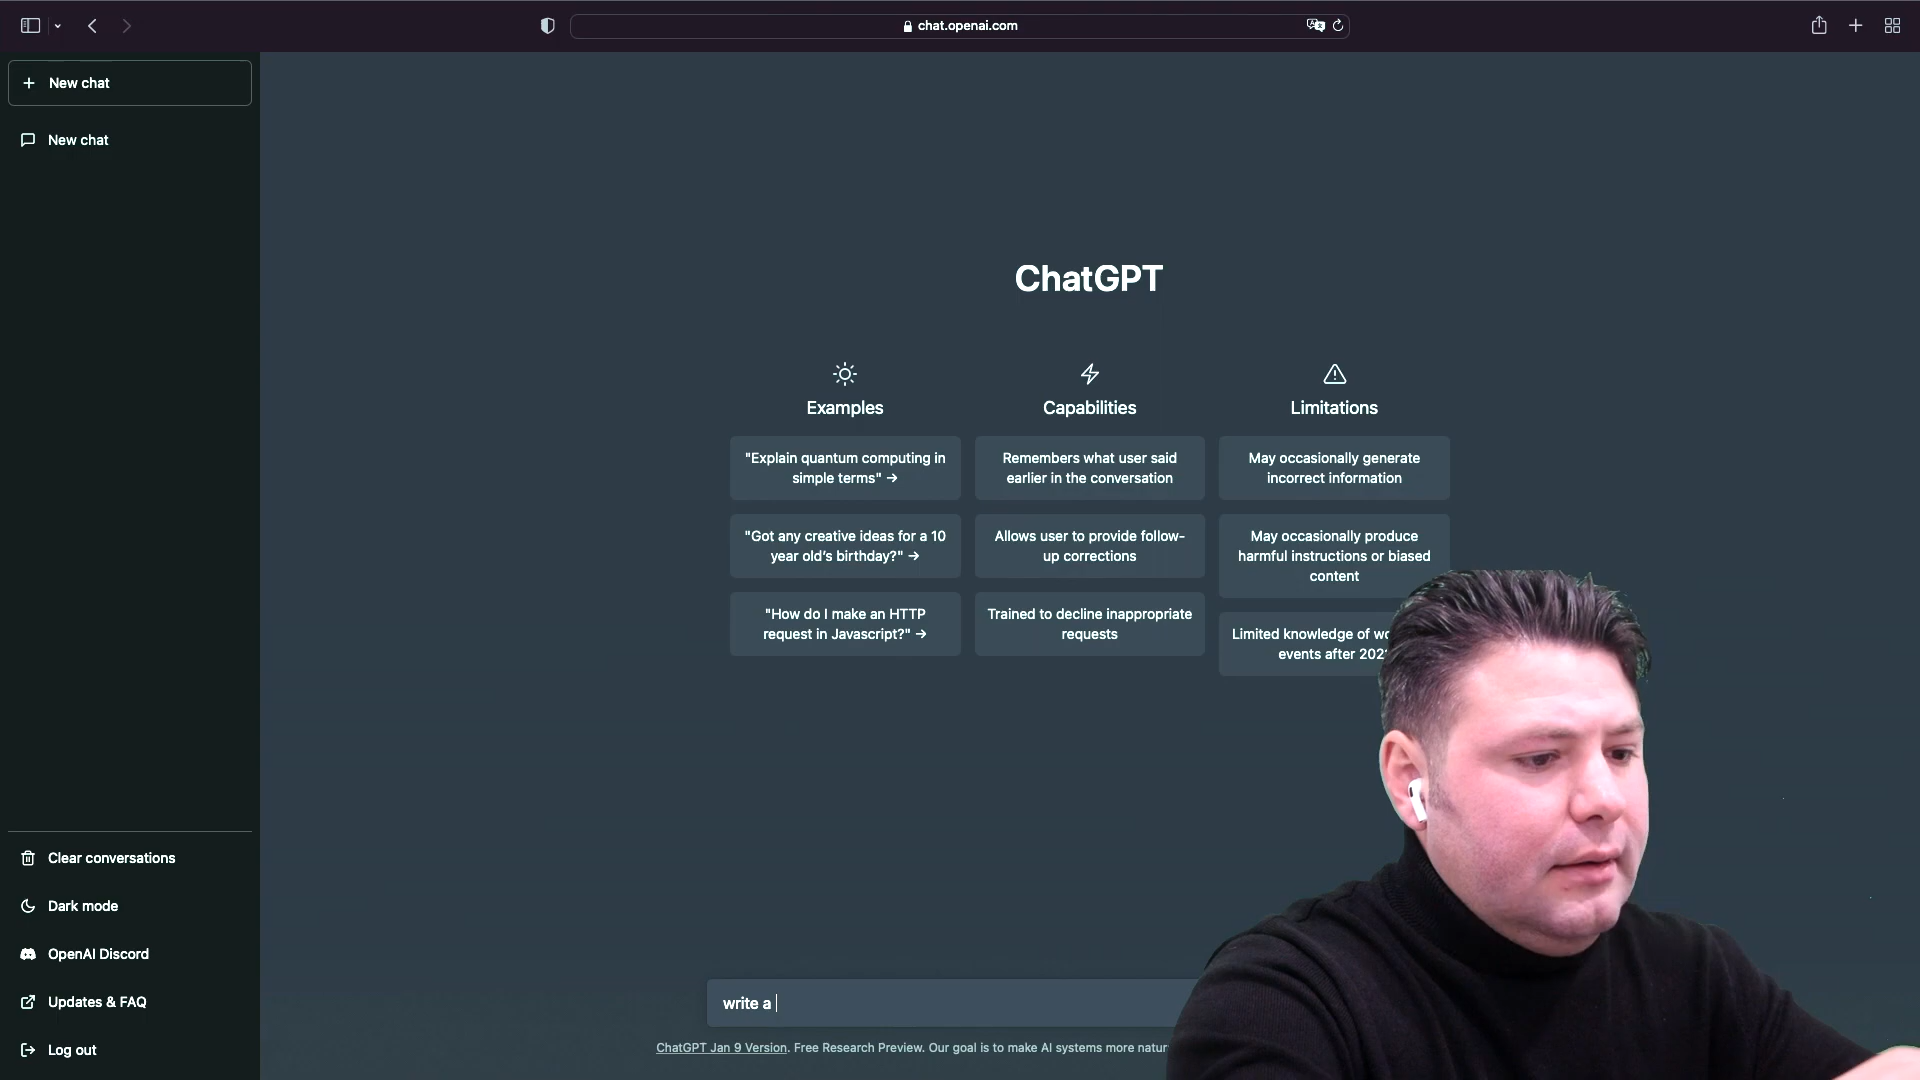 chat.openai.com
New chat
New chat
ChatGPT
Examples
Capabilities
Limitations
"Explain quantum computing in
simple terms" →
Remembers what user said
earlier in the conversation
May occasionally generate
incorrect information
"Got any creative ideas for a 10
year old's birthday?" →
Allows user to provide follow-
up corrections
May occasionally produce
harmful instructions or biased
content
"How do I make an HTTP
request in Javascript?" →
Trained to decline inappropriate
requests
Limited knowledge of
events after
Clear conversations
Dark mode
OpenAI Discord
Updates & FAQ
Log out
write a
ChatGPT Jan 9 Version. Free Research Preview. Our goal is to make AI systems more